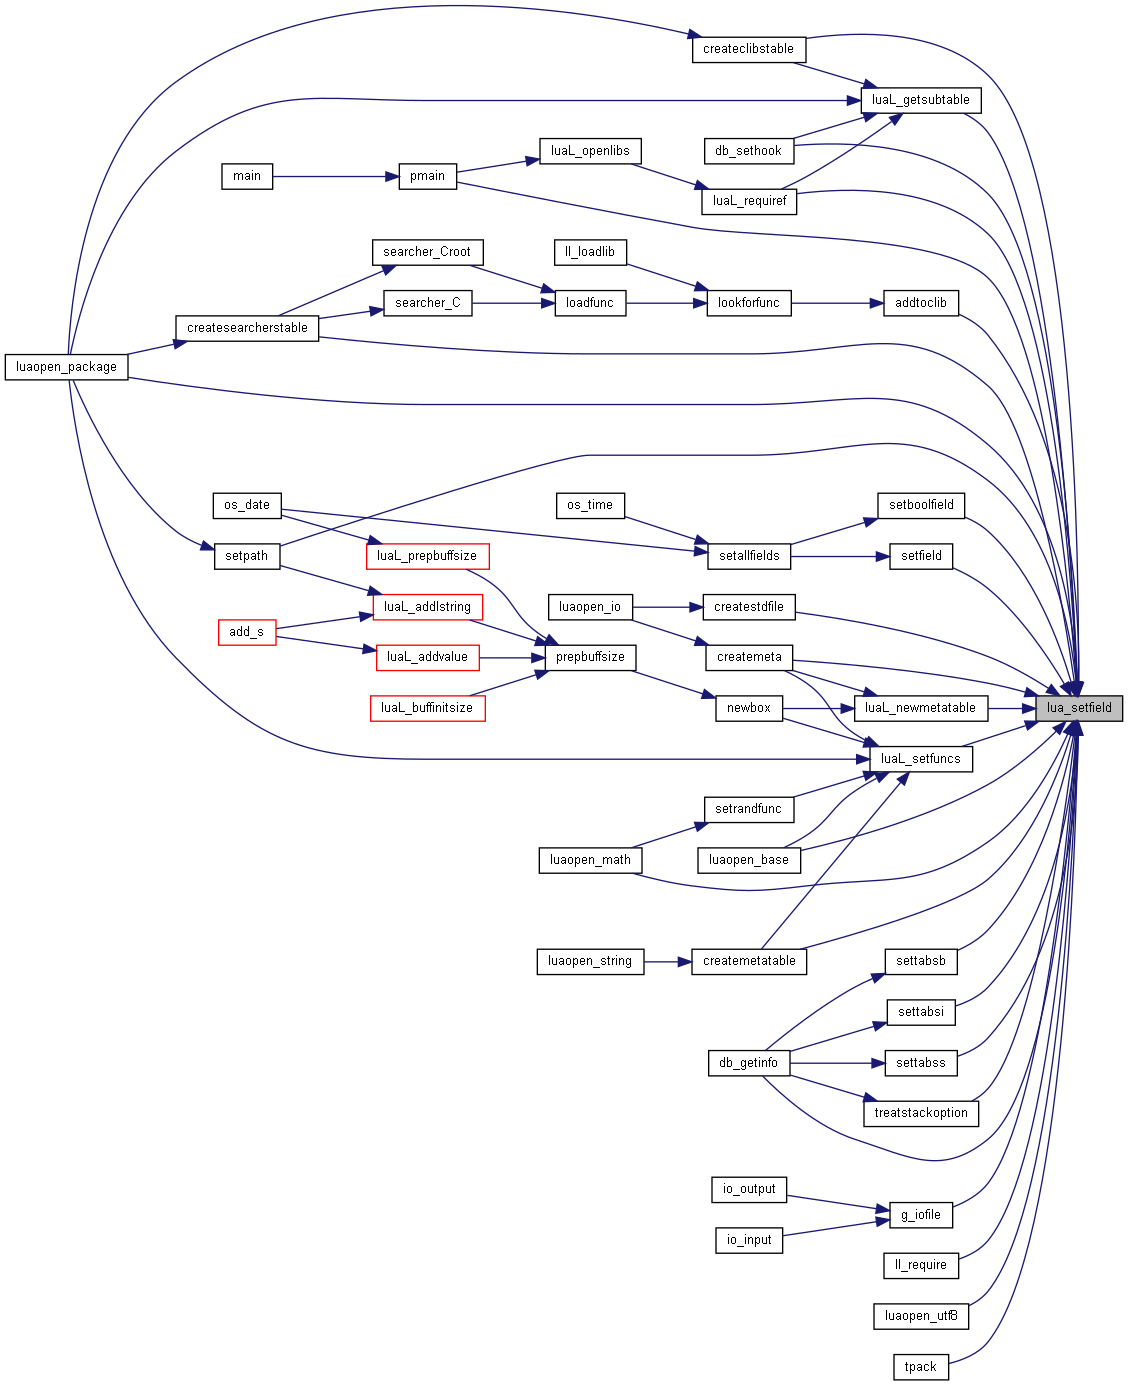 createclibstable
luaL_getsubtable
luaL_openlibs
db_sethook
main
pmain
luaL_requiref
searcher_Croot
ll_loadlib
searcher_C
loadfunc
lookforfunc
addtoclib
createsearcherstable
luaopen_package
os_date
os_time
setboolfield
setpath
luaL_prepbuffsize
setallfields
setfield
luaL_addlstring
luaopen_io
createstdfile
add_s
luaL_addvalue
prepbuffsize
createmeta
luaL_buffinitsize
newbox
luaL_newmetatable
lua_setfield
luaL_setfuncs
setrandfunc
luaopen_math
luaopen_base
luaopen_string
createmetatable
settabsb
settabsi
db_getinfo
settabss
treatstackoption
io_output
g_iofile
io_input
ll_require
luaopen_utf8
tpack